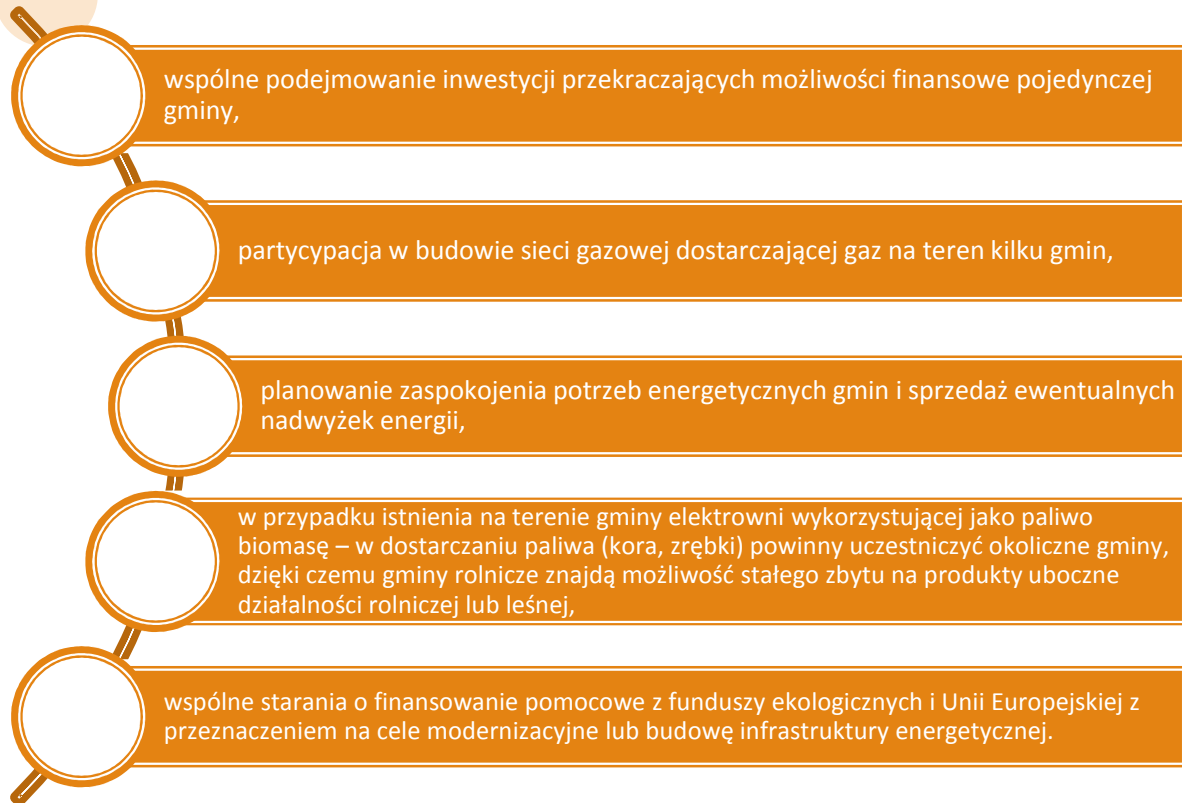 wspólne podejmowanie inwestycji przekraczających możliwości finansowe pojedynczej
gminy,
partycypacja w budowie sieci gazowej dostarczającej gaz na teren kilku gmin,
planowanie zaspokojenia potrzeb energetycznych gmin i sprzedaż ewentualnych
nadwyżek energii,
w przypadku istnienia na terenie gminy elektrowni wykorzystującej jako paliwo
biomasę – w dostarczaniu paliwa (kora, zrębki) powinny uczestniczyć okoliczne gminy,
dzięki czemu gminy rolnicze znajdą możliwość stałego zbytu na produkty uboczne
działalności rolniczej lub leśnej,
wspólne starania o finansowanie pomocowe z funduszy ekologicznych i Unii Europejskiej z
przeznaczeniem na cele modernizacyjne lub budowę infrastruktury energetycznej.